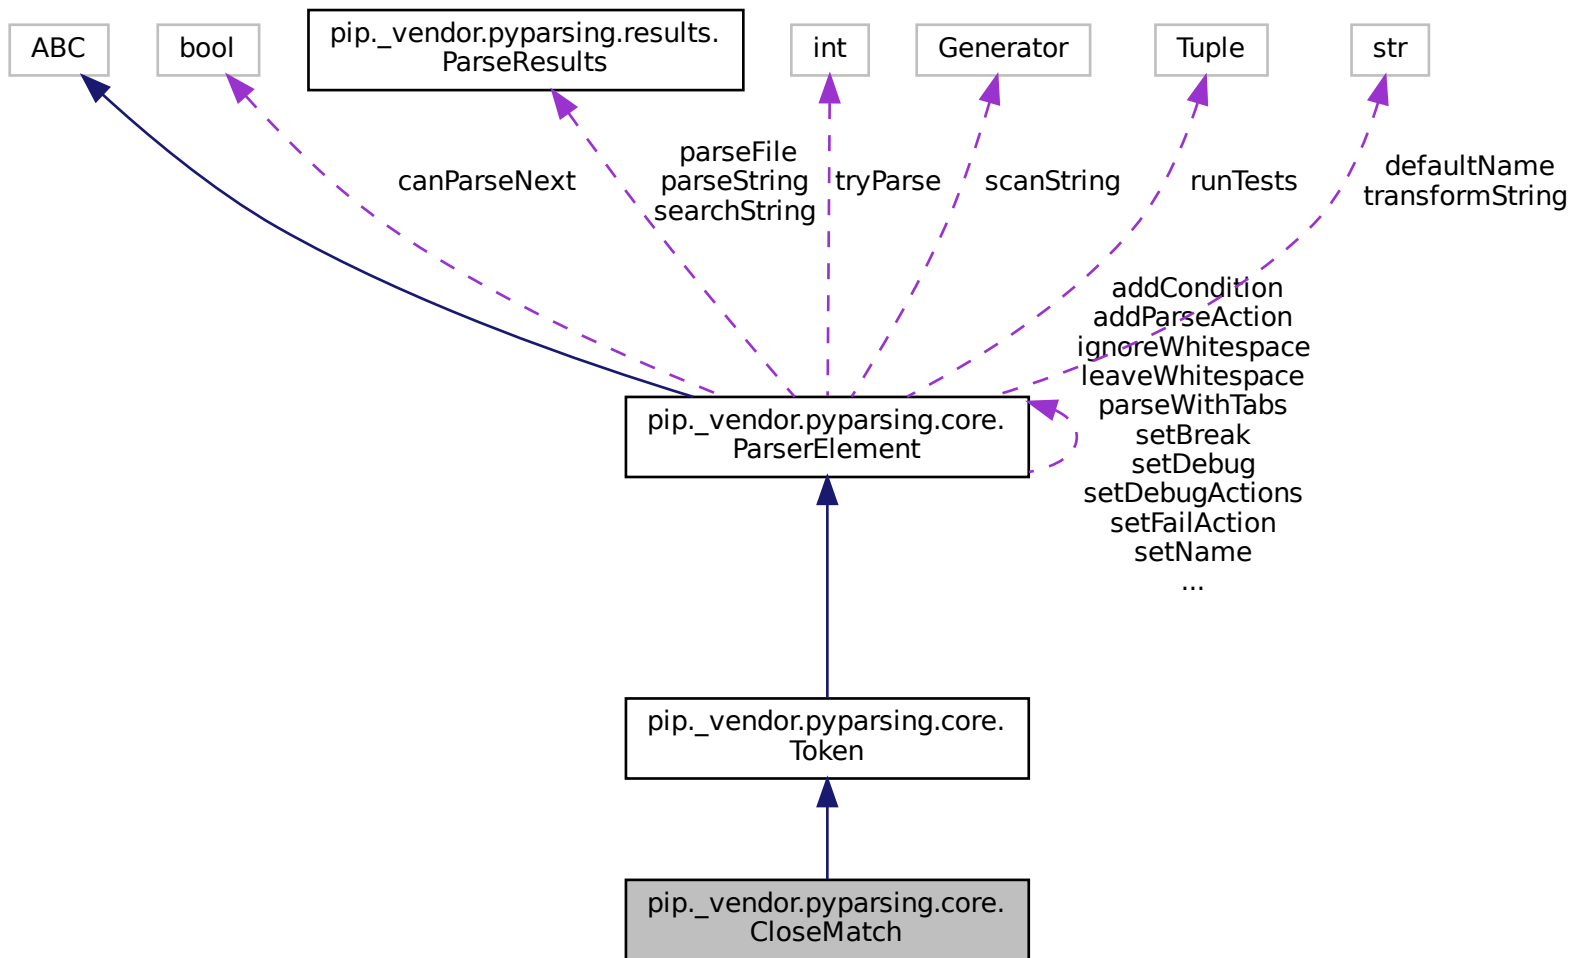 ABC
bool
pip._vendor.pyparsing.results.
ParseResults
int
Generator
Tuple
str
canParseNext
parseFile
parseString
searchString
tryParse
scanString
runTests
defaultName
transformString
addCondition
addParseAction
ignoreWhitespace
leaveWhitespace
parseWithTabs
setBreak
setDebug
setDebugActions
setFailAction
setName
...
pip._vendor.pyparsing.core.
ParserElement
pip._vendor.pyparsing.core.
Token
pip._vendor.pyparsing.core.
CloseMatch